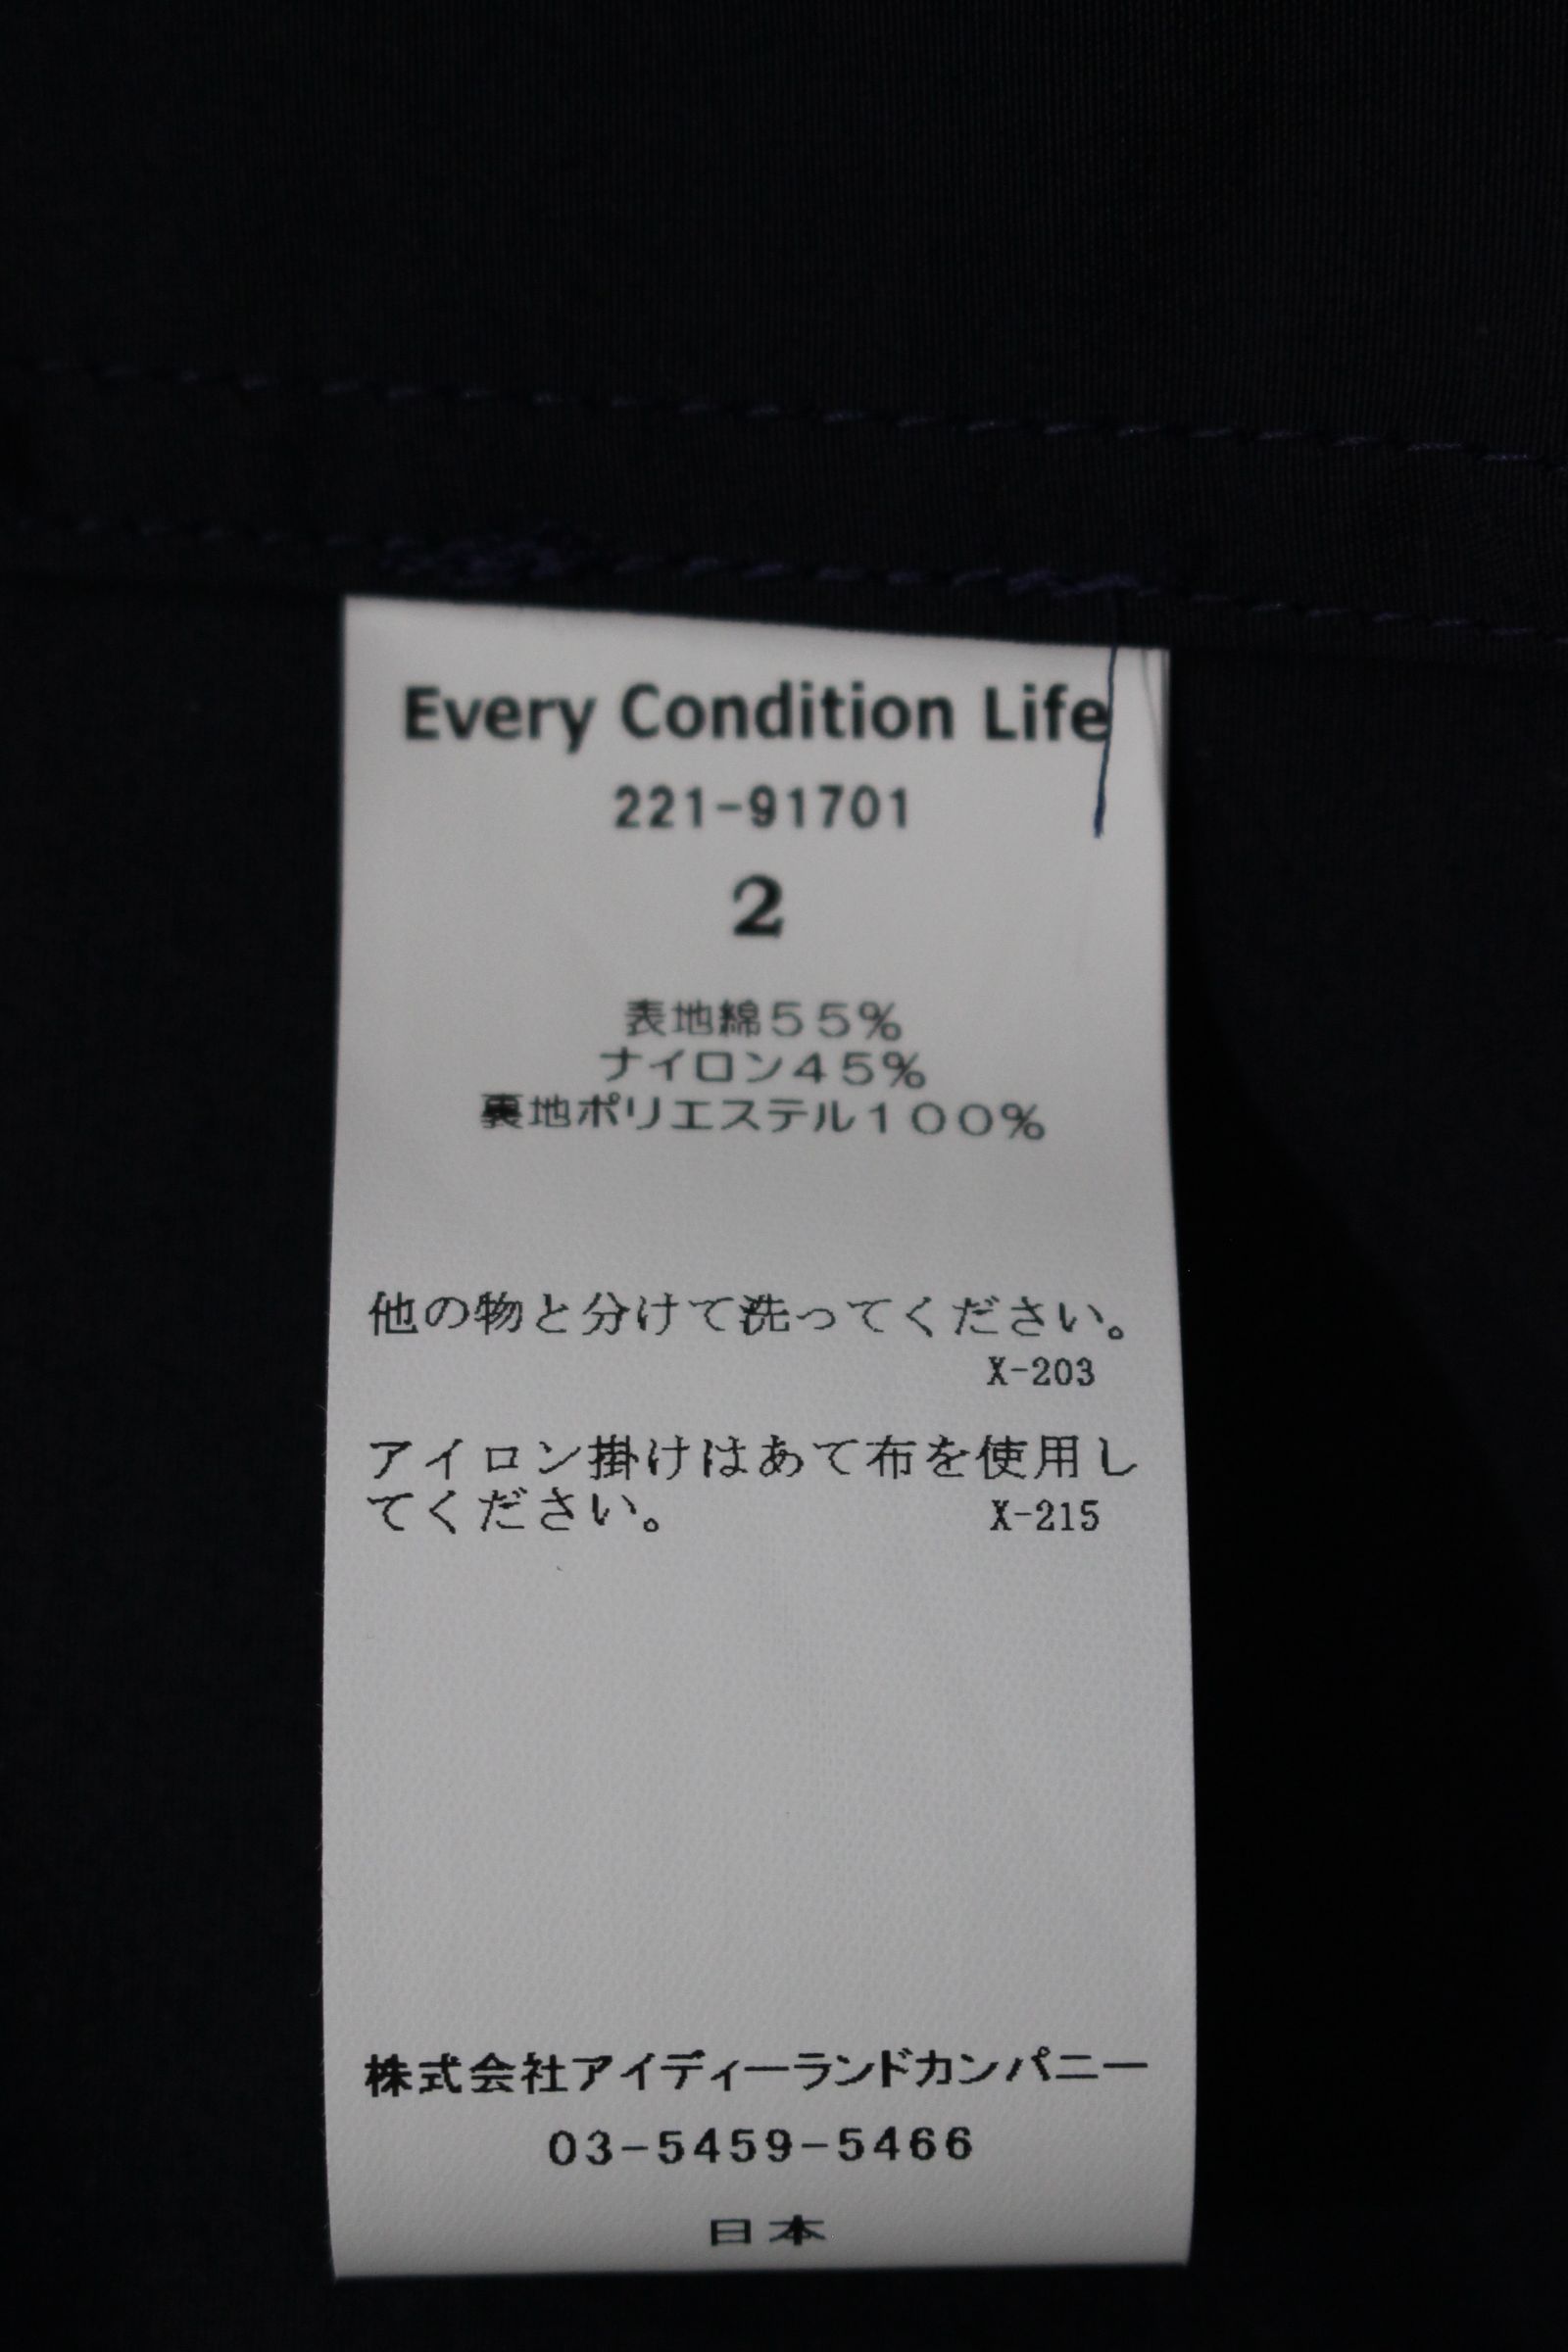 Every Condition Life
221-91701
2
表地綿55%
ナイロン45%
裏地ポリエステル100%
他の物と分けて洗ってください。
X-203
アイロン掛けはあて布を使用し
てください。 X-215
株式会社アイディーランドカンパニー
03-5459-5466
日本